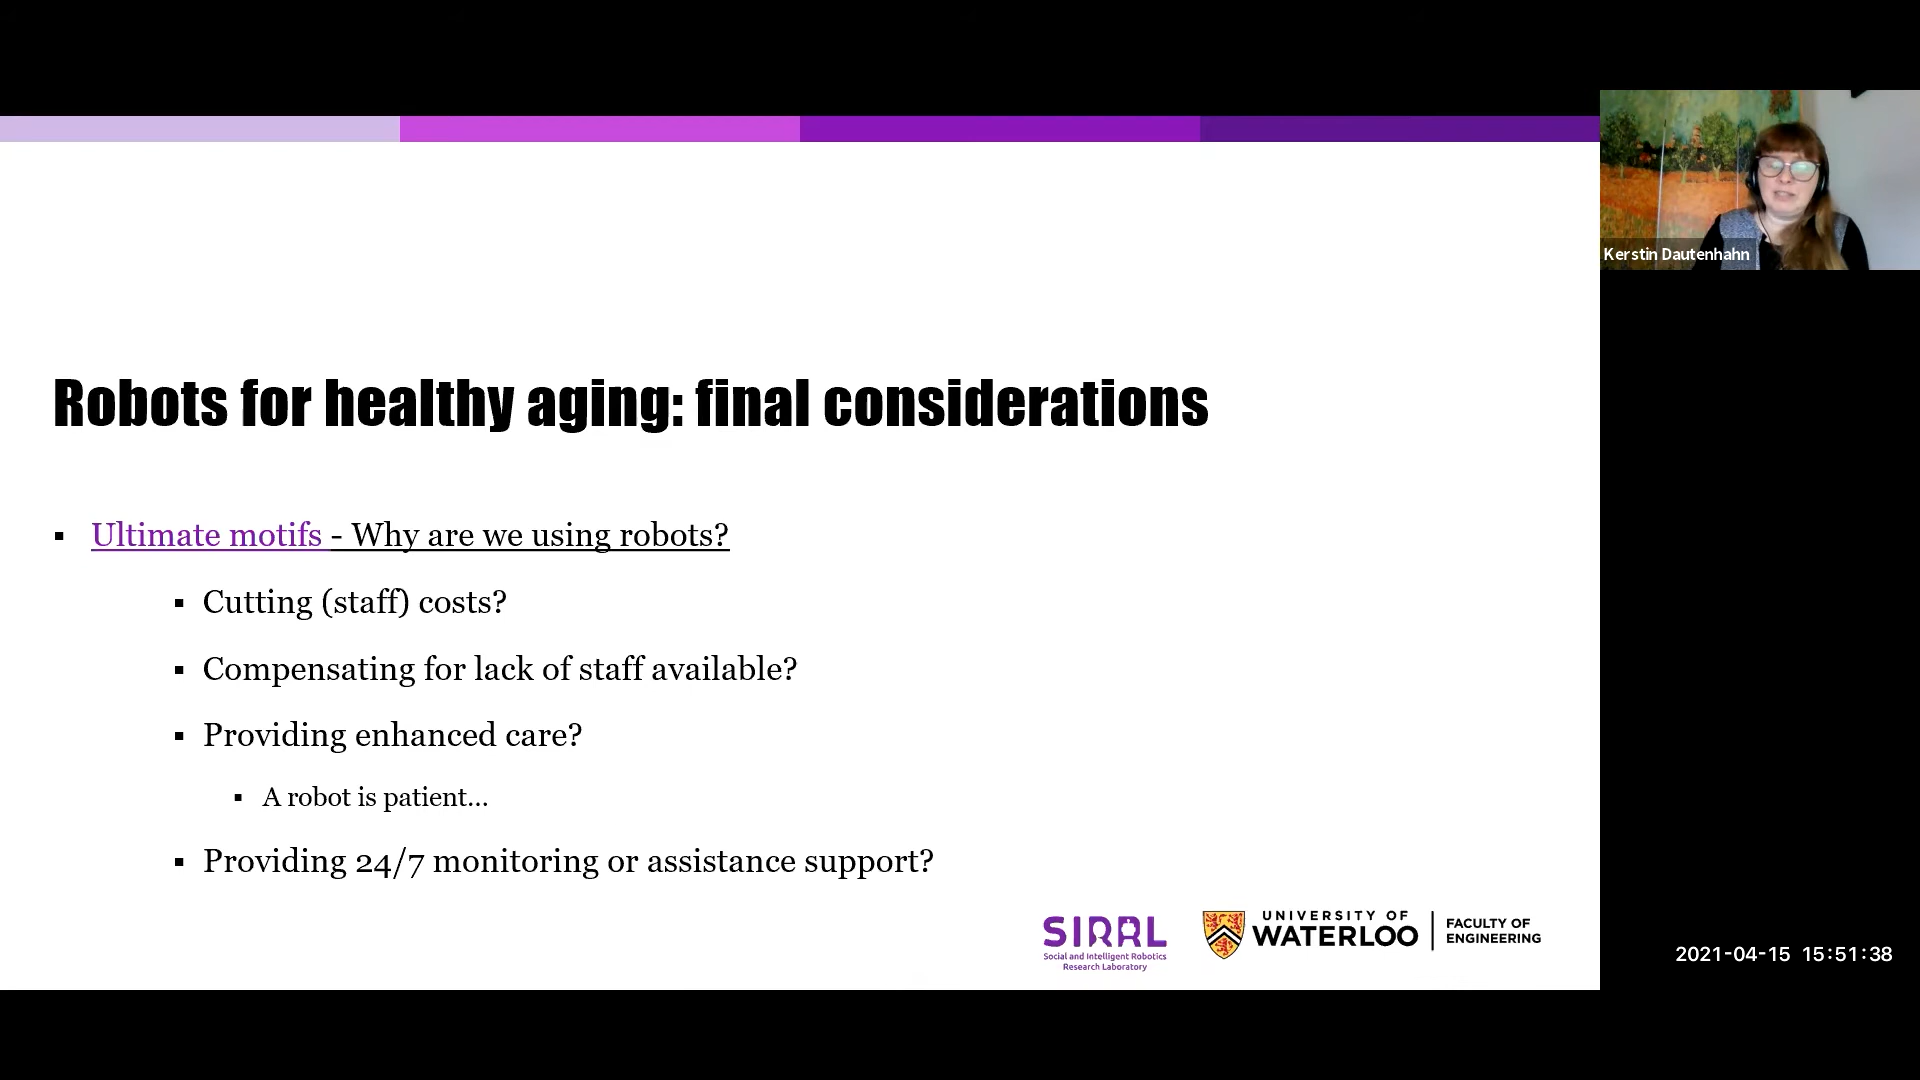 Robots for healthy aging: final considerations
Ultimate motifs - Why are we using robots?
Cutting (staff) costs?
Compensating for lack of staff available?
Providing enhanced care?
A robot is patient...
Providing 24/7 monitoring or assistance support?
SIRRL
Social and Intelligent Robotics
Research Laboratory
UNIVERSITY OF
WATERLOO
FACULTY OF
ENGINEERING
Kerstin Dautenhahn
2021-04-15 15:51:38